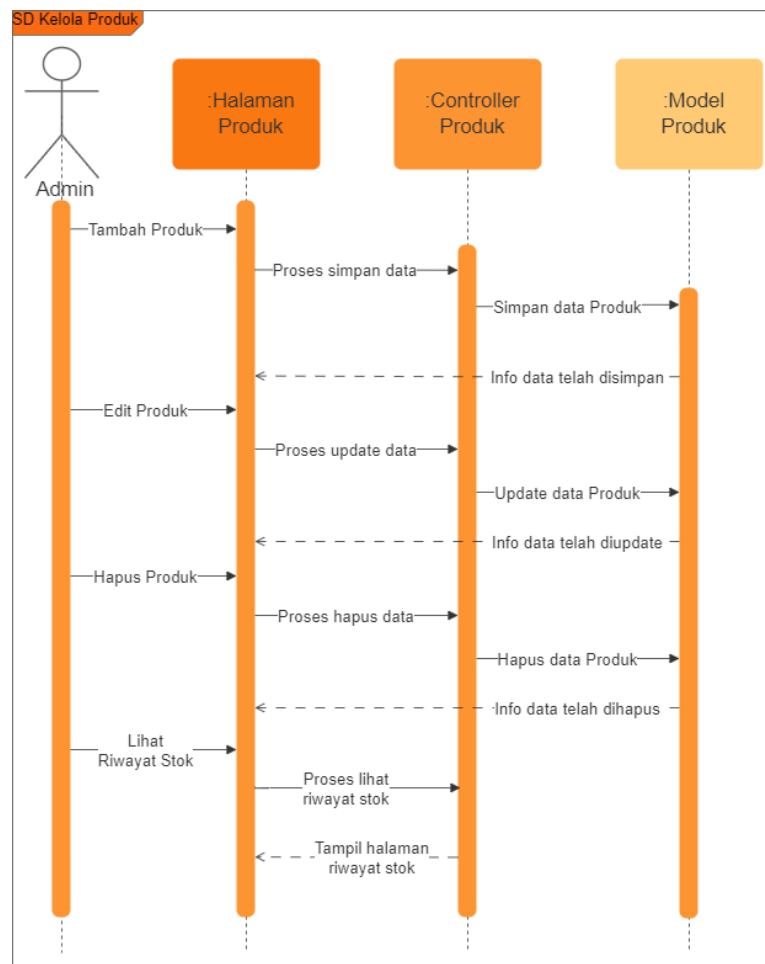 SD Kelola Produk
Admin
:Halaman
Produk
:Controller
Produk
:Model
Produk
Tambah Produk
Proses simpan data
Simpan data Produk
Info data telah disimpan
Edit Produk
Proses update data
Update data Produk
Info data telah diupdate
Hapus Produk
Proses hapus data
Hapus data Produk
Info data telah dihapus
Lihat
Riwayat Stok
Proses lihat
riwayat stok
Tampil halaman
riwayat stok